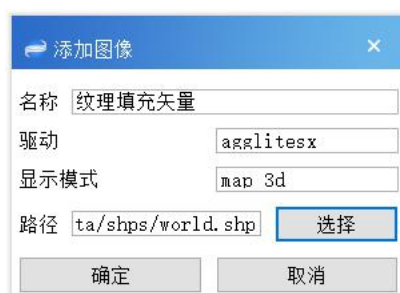 添加图像
名称 纹理填充矢量
驱动 agglitesx
显示模式 map 3d
路径 ta/shps/world.shp 选择
确定 取消